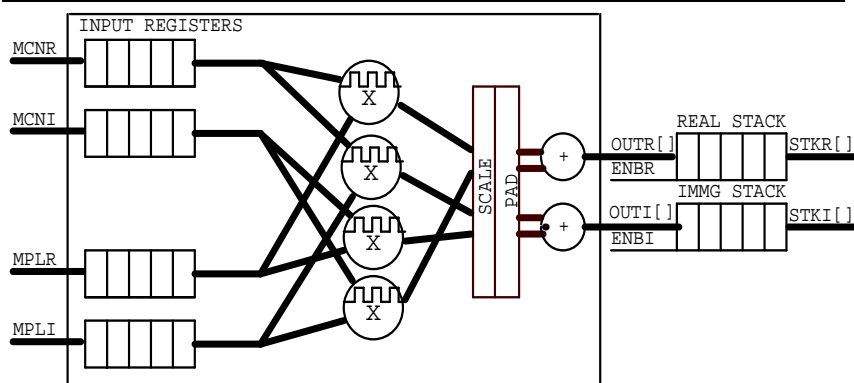 INPUT REGISTERS
MCNR
MCNI
MPLR
MPLI
X
X
X
X
SCALE
PAD
+
+
REAL STACK
OUTR[]
STKR[]
ENBR
IMMG STACK
OUTI[]
STKI[]
ENBI